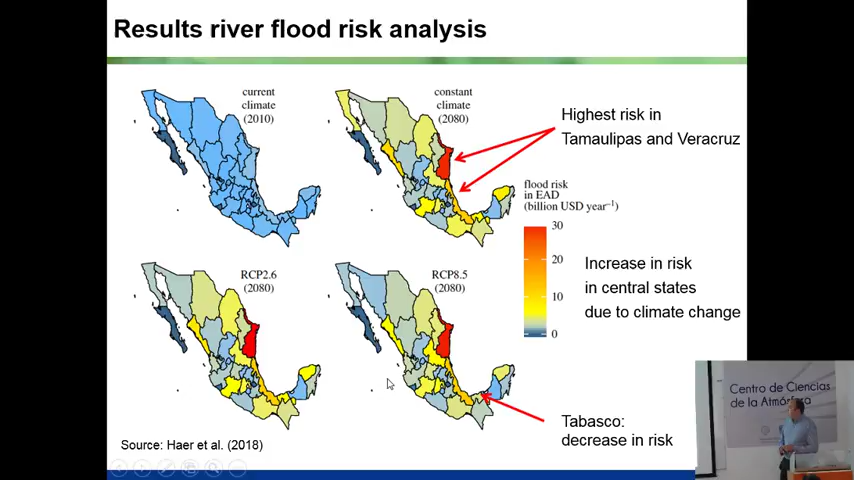 Results river flood risk analysis
current
climate
(2010)
constant
climate
(2080)
Highest risk in
Tamaulipas and Veracruz
flood risk
in EAD
(billion USD year⁻¹)
30
20
10
0
RCP2.6
(2080)
RCP8.5
(2080)
Increase in risk
in central states
due to climate change
Tabasco:
decrease in risk
Source: Haer et al. (2018)
Centro de Ciencias
de la Atmósfera